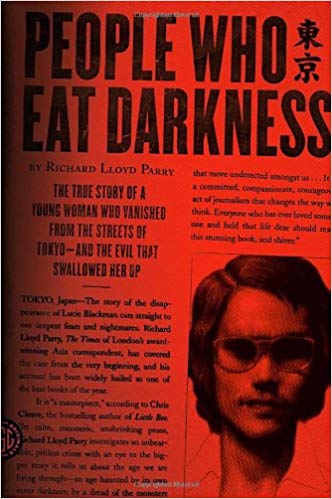 PEOPLE WHO
東京
EAT DARKNESS
BY RICHARD LLOYD PARRY
THE TRUE STORY OF A
YOUNG WOMAN WHO VANISHED
FROM THE STREETS OF
TOKYO—AND THE EVIL THAT
SWALLOWED HER UP
TOKYO, Japan—The story of the disap-
pearance of Lucie Blackman cuts straight to
our deepest fears and nightmares. Richard
Lloyd Parry, The Times of London's award-
winning Asia correspondent, has covered
the case from the very beginning, and his
account has been widely hailed as one of
the best books of the year.
It is a "masterpiece," according to Chris
Cleave, the bestselling author of Little Bee.
"In calm, mesmeric, unshrinking prose,
Richard Lloyd Parry investigates an unbear-
able, pitiless crime with an eye to the big-
ger story it tells us about the age we are
living through—an age haunted by its own
inner darkness, by a dread of the monsters
that move undetected amongst us . . . It
a committed, compassionate, courageo
act of journalism that changes the way w
think. Everyone who has ever loved some
one and held that life dear should rea
this stunning book, and shiver."